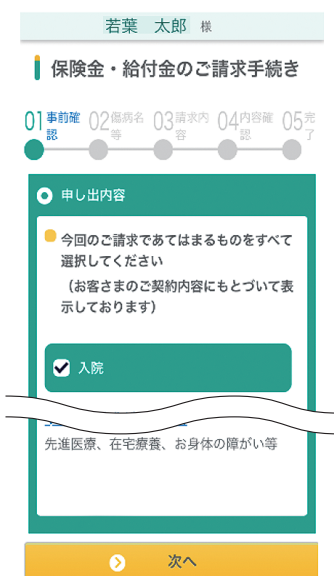 若葉 太郎 様
保険金・給付金のご請求手続き
01 事前確認 02 傷病名等 03 請求内容 04 内容確認 05 完了
申し出内容
今回のご請求であてはまるものをすべて
選択してください
（お客さまのご契約内容にもとづいて表
示しております）
入院
先進医療、在宅療養、お身体の障がい等
次へ